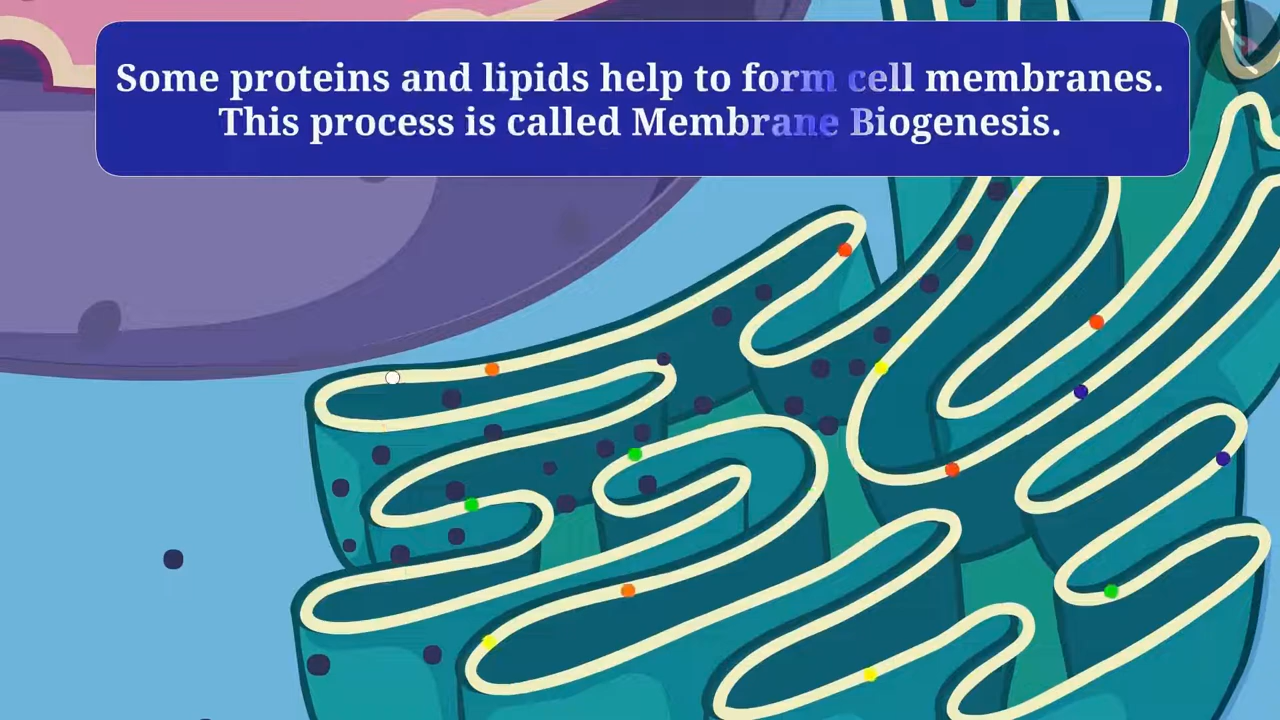 Some proteins and lipids help to form cell membranes.
This process is called Membrane Biogenesis.